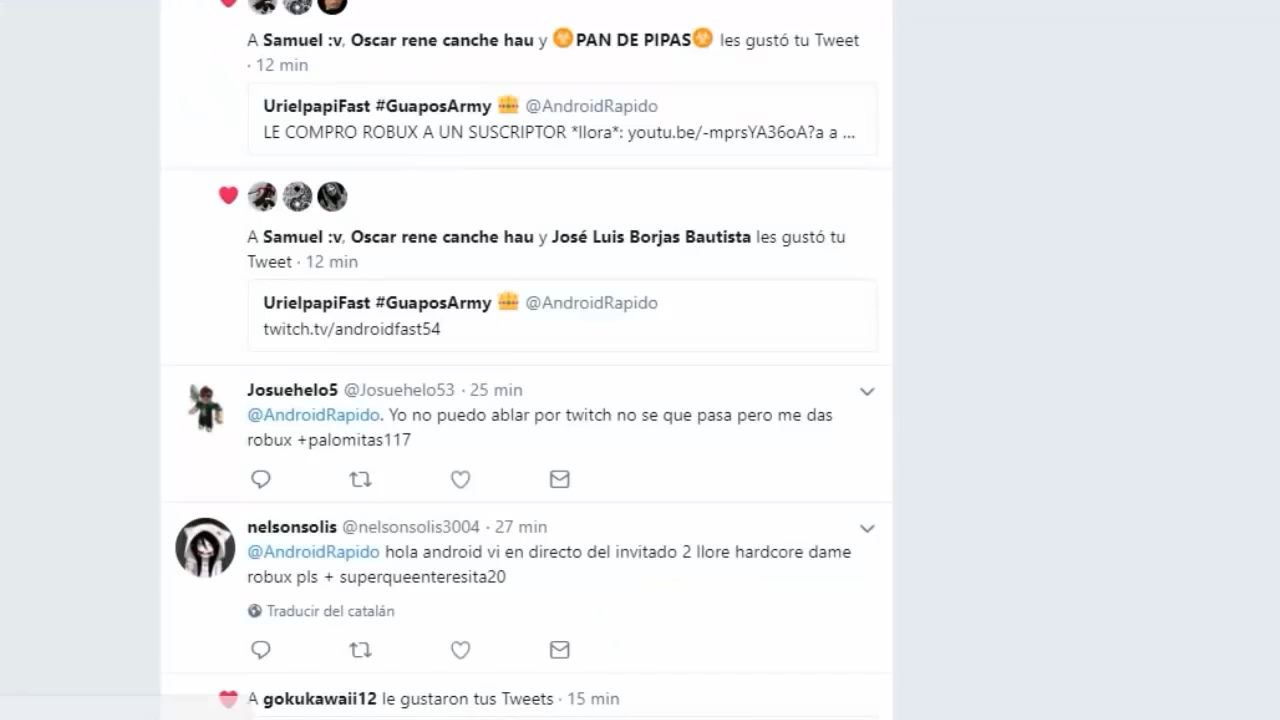 A Samuel :v, Oscar rene canche hau y PAN DE PIPAS les gustó tu Tweet
· 12 min
UrielpapiFast #GuaposArmy @AndroidRapido
LE COMPRO ROBUX A UN SUSCRIPTOR *llora*: youtu.be/-mprsYA36oA?a a ...
A Samuel :v, Oscar rene canche hau y José Luis Borjas Bautista les gustó tu
Tweet · 12 min
UrielpapiFast #GuaposArmy @AndroidRapido
twitch.tv/androidfast54
Josuehelo5 @Josuehelo53 · 25 min
@AndroidRapido. Yo no puedo ablar por twitch no se que pasa pero me das
robux +palomitas117
nelsonsolis @nelsonsolis3004 · 27 min
@AndroidRapido hola android vi en directo del invitado 2 llore hardcore dame
robux pls + superqueenteresita20
Traducir del catalán
A gokukawaii12 le gustaron tus Tweets · 15 min